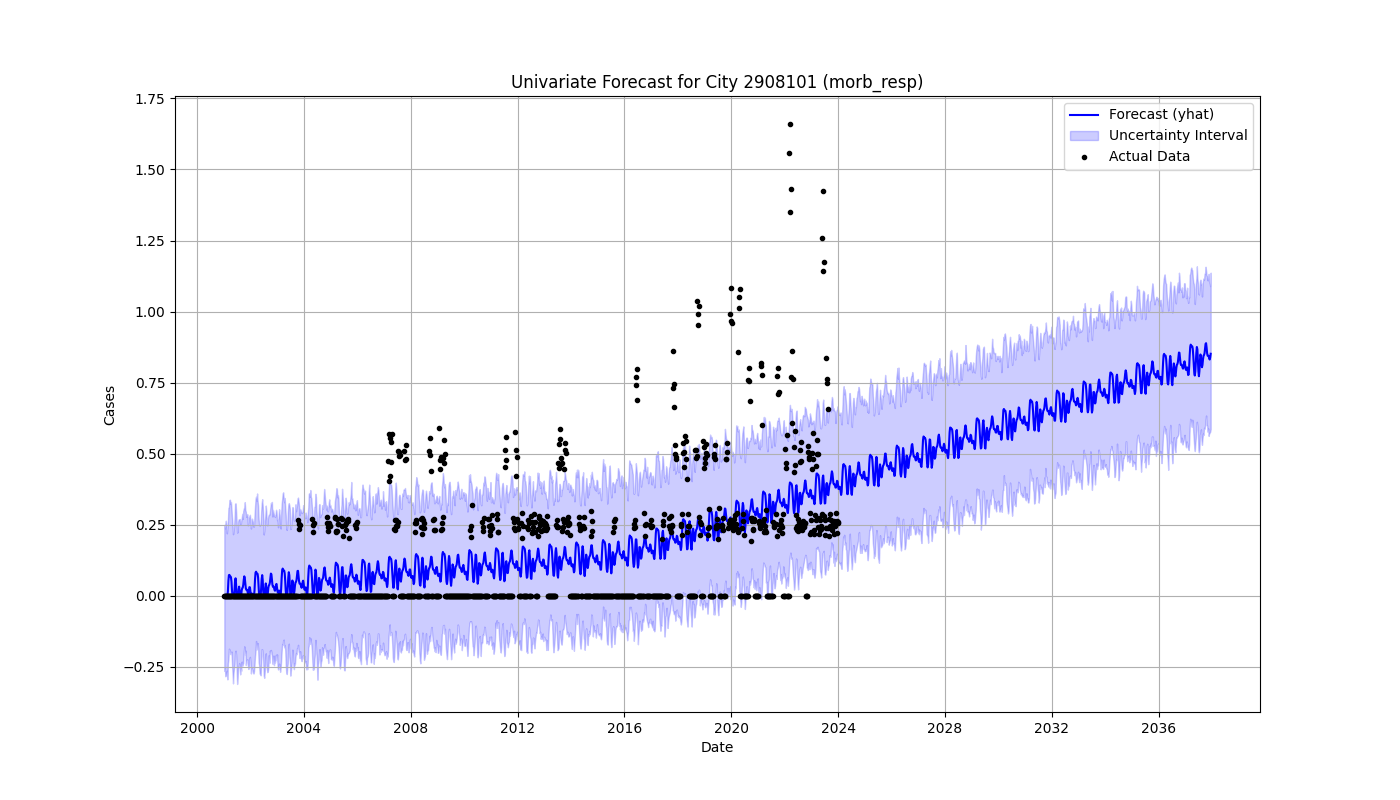 Univariate Forecast for City 2908101 (morb_resp)
Forecast (yhat)
Uncertainty Interval
Actual Data
1.75
1.50
1.25
1.00
0.75
0.50
0.25
0.00
−0.25
Cases
2000 2004 2008 2012 2016 2020 2024 2028 2032 2036
Date